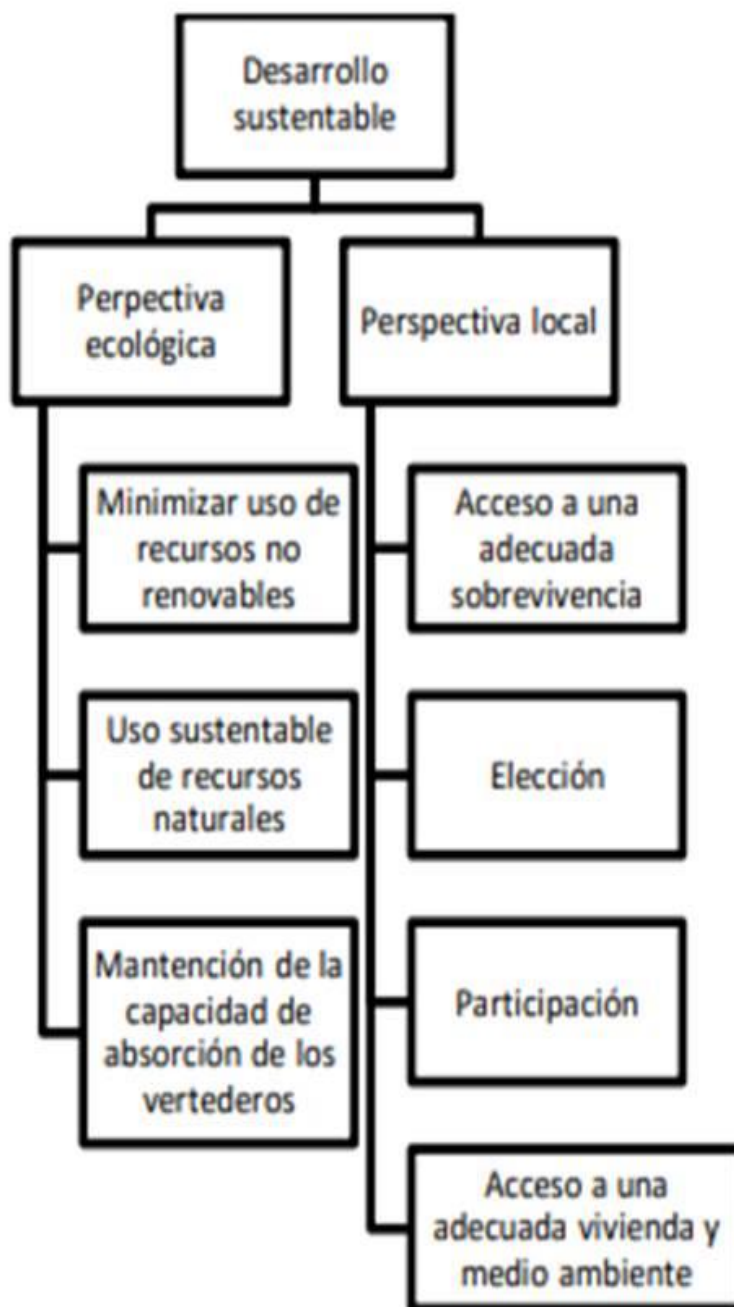 Desarrollo
sustentable
Perpectiva
ecológica
Perspectiva local
Minimizar uso de
recursos no
renovables
Acceso a una
adecuada
sobrevivencia
Uso sustentable
de recursos
naturales
Elección
Mantención de la
capacidad de
absorción de los
vertederos
Participación
Acceso a una
adecuada vivienda y
medio ambiente